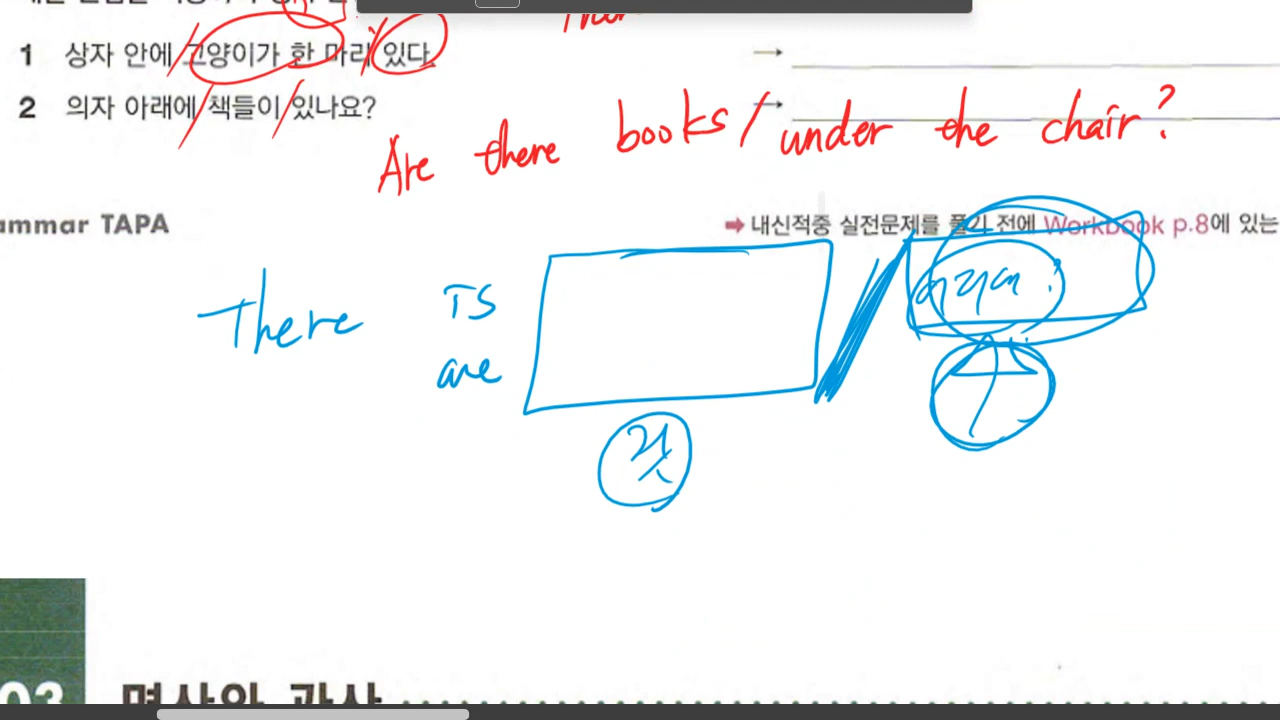 1 상자 안에 고양이가 한 마리 있다. →
2 의자 아래에 책들이 있나요? →
Are there books / under the chair?
ammar TAPA
➡ 내신적중 실전문제를 풀기 전에 Workbook p.8에 있는
There is
are
것
03 명사와 관사